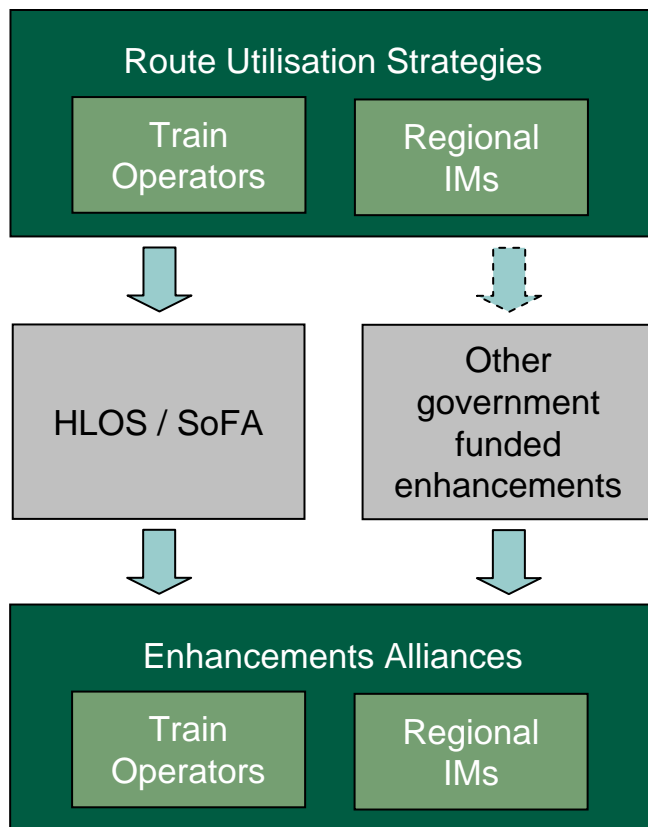 Route Utilisation Strategies
Train
Operators
Regional
IMs
HLOS / SoFA
Other
government
funded
enhancements
Enhancements Alliances
Train
Operators
Regional
IMs